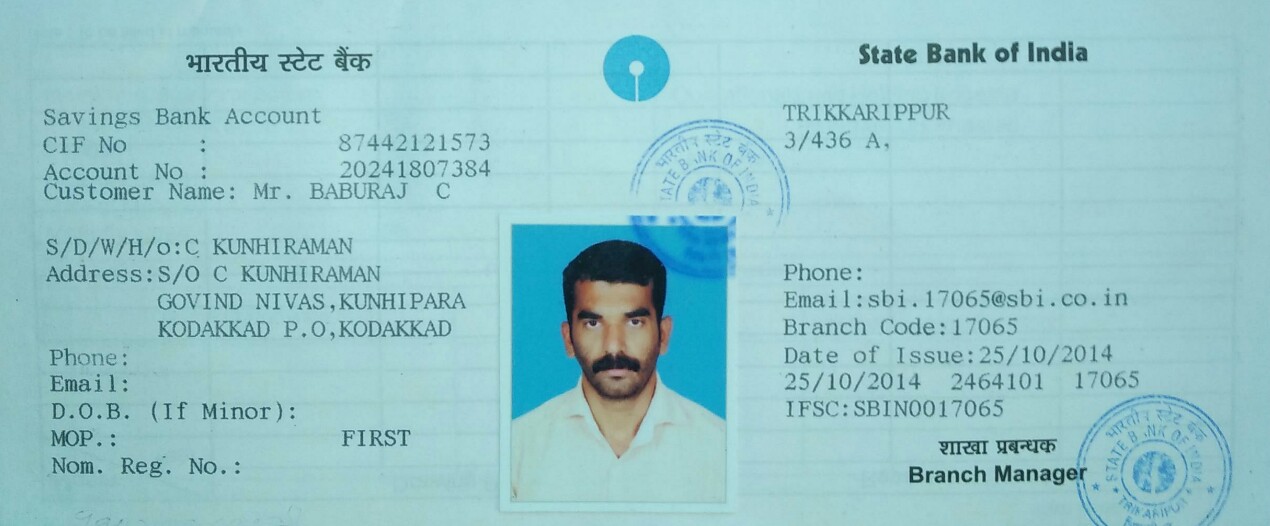 भारतीय स्टेट बैंक
State Bank of India
Savings Bank Account
CIF No : 87442121573
Account No : 20241807384
Customer Name: Mr. BABURAJ C
S/D/W/H/o:C KUNHIRAMAN
Address:S/O C KUNHIRAMAN
GOVIND NIVAS,KUNHIPARA
KODAKKAD P.O,KODAKKAD
Phone:
Email:
D.O.B. (If Minor):
MOP.: FIRST
Nom. Reg. No.:
TRIKKARIPPUR
3/436 A,
Phone:
Email:sbi.17065@sbi.co.in
Branch Code:17065
Date of Issue:25/10/2014
25/10/2014 2464101 17065
IFSC:SBIN0017065
शाखा प्रबन्धक
Branch Manager
भारतीय स्टेट बैंक
STATE BANK OF INDIA
भारतीय स्टेट बैंक
STATE BANK OF INDIA